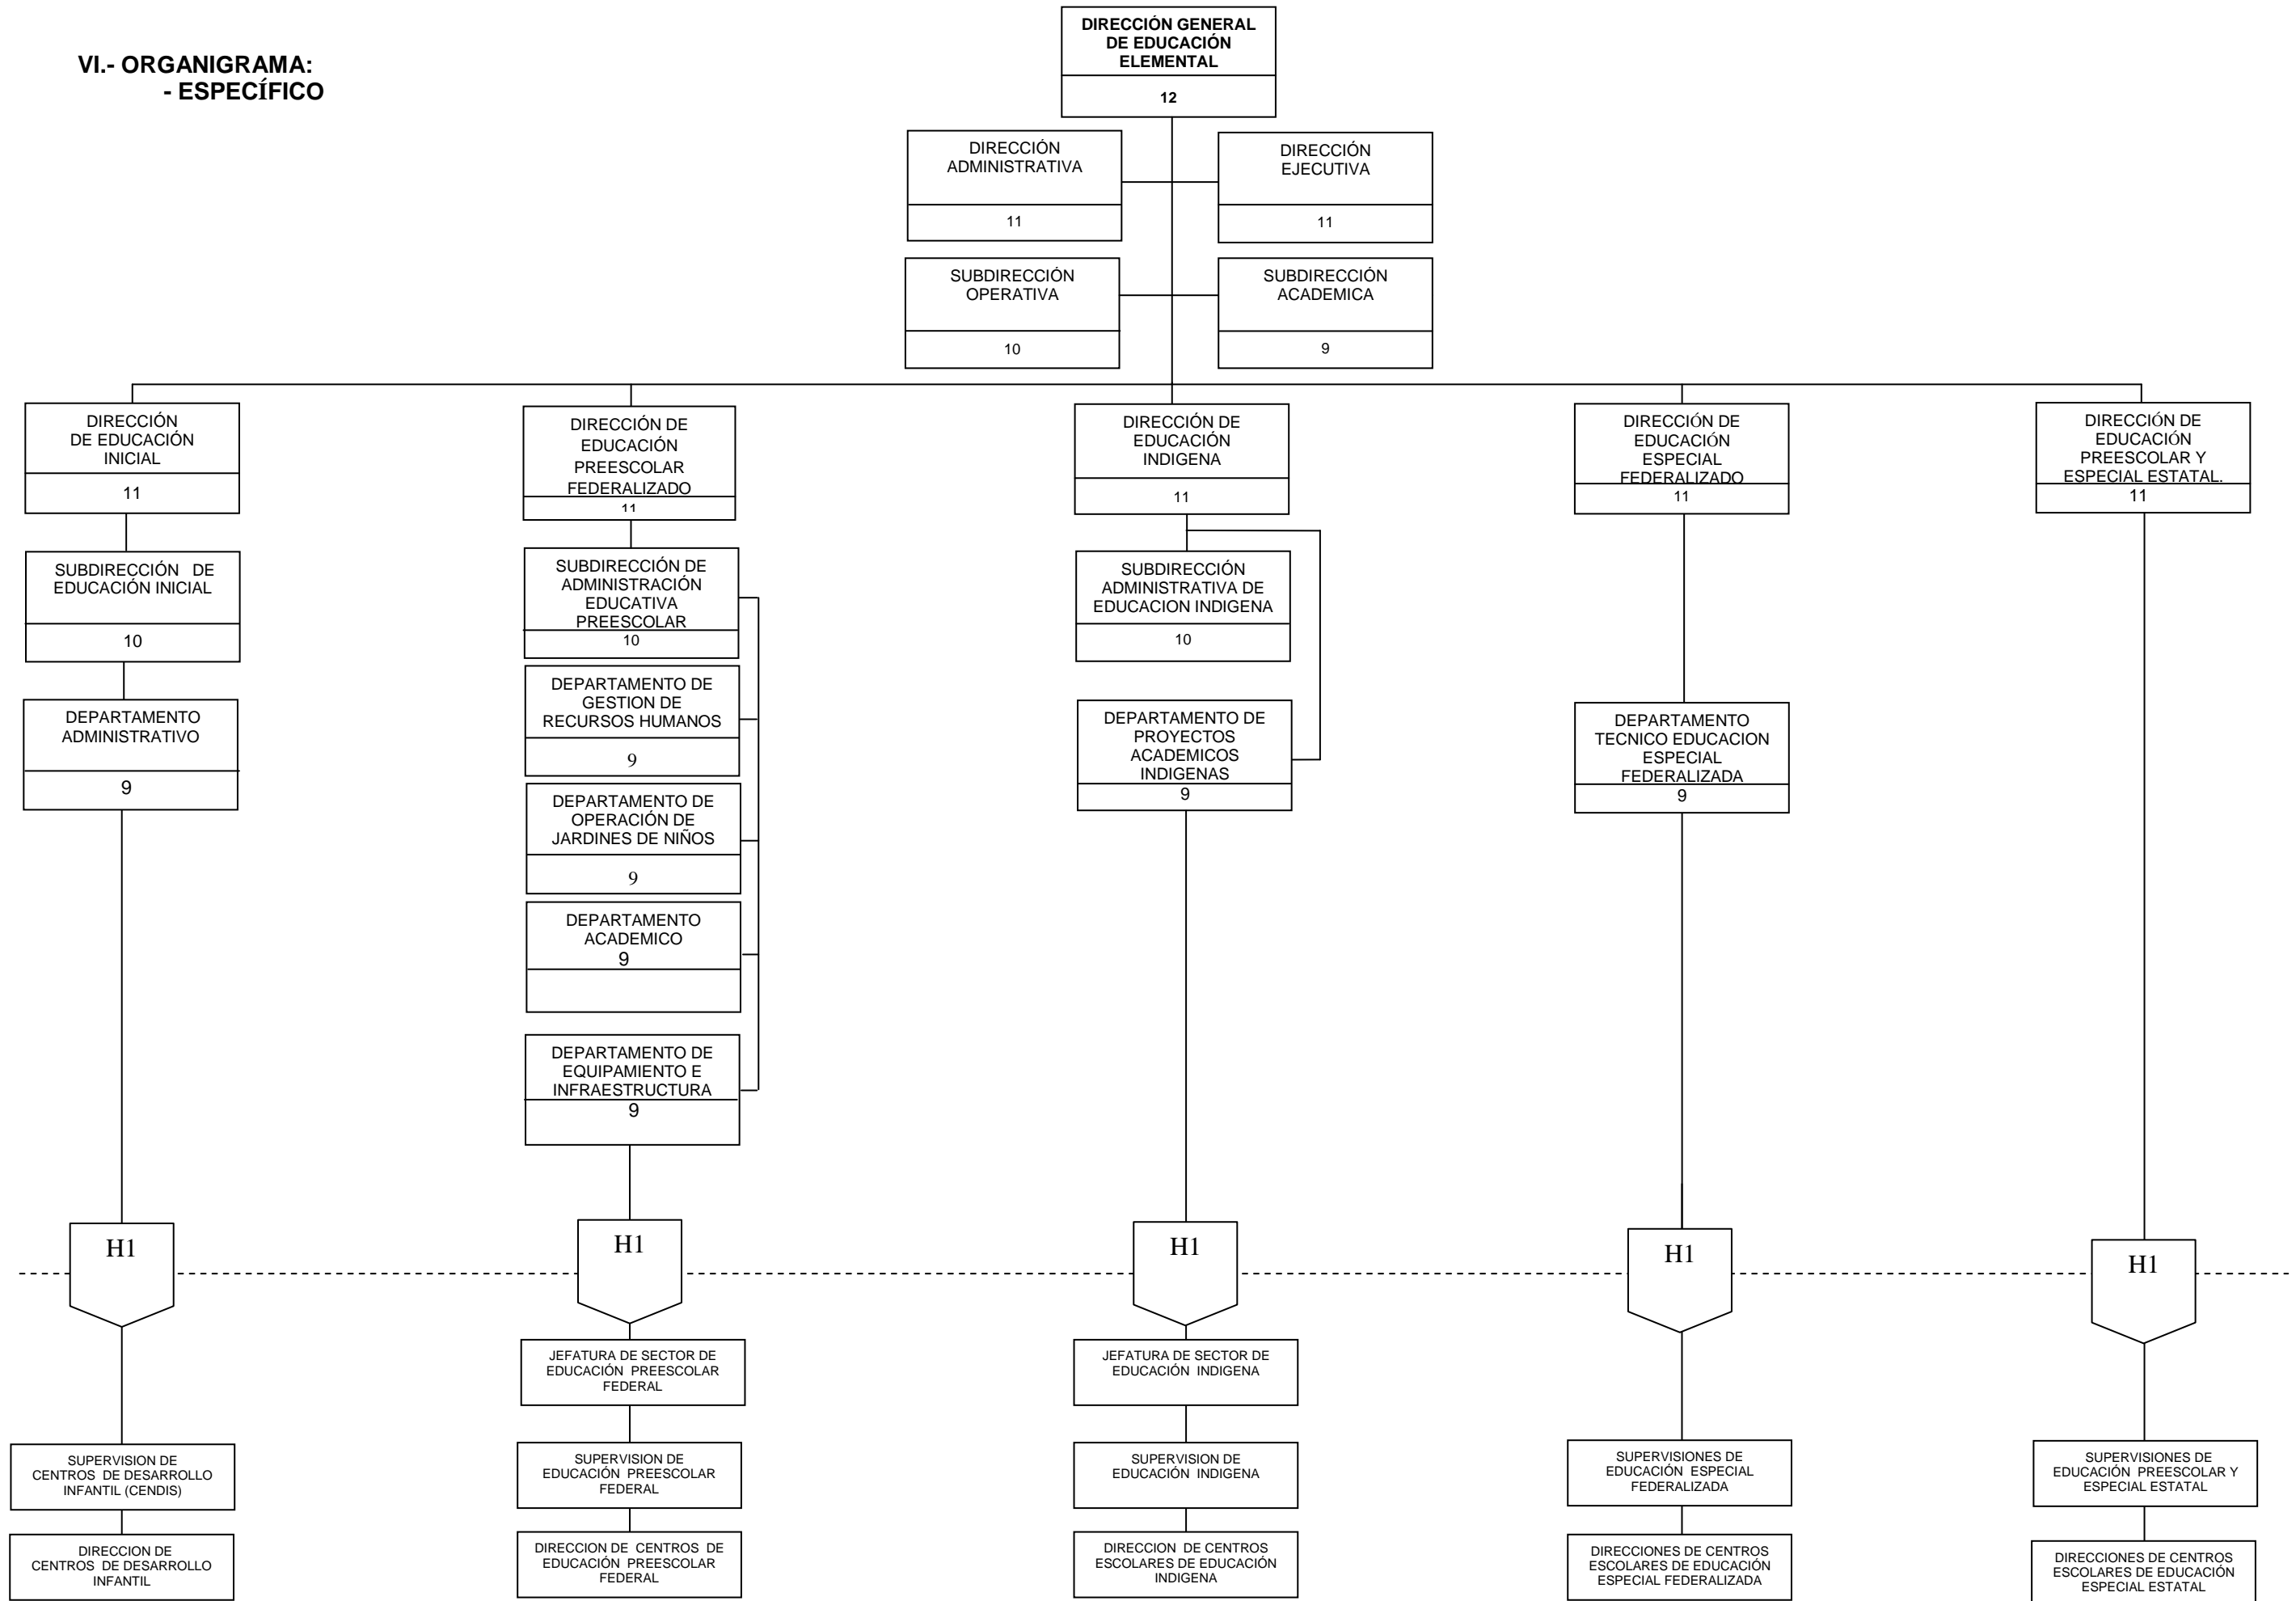 VI.- ORGANIGRAMA:
- ESPECÍFICO
DIRECCIÓN GENERAL
DE EDUCACIÓN
ELEMENTAL
12
DIRECCIÓN
ADMINISTRATIVA
11
DIRECCIÓN
EJECUTIVA
11
SUBDIRECCIÓN
OPERATIVA
10
SUBDIRECCIÓN
ACADEMICA
9
DIRECCIÓN
DE EDUCACIÓN
INICIAL
11
SUBDIRECCIÓN DE
EDUCACIÓN INICIAL
10
DEPARTAMENTO
ADMINISTRATIVO
9
H1
SUPERVISION DE
CENTROS DE DESARROLLO
INFANTIL (CENDIS)
DIRECCION DE
CENTROS DE DESARROLLO
INFANTIL
DIRECCIÓN DE
EDUCACIÓN
PREESCOLAR
FEDERALIZADO
11
SUBDIRECCIÓN DE
ADMINISTRACIÓN
EDUCATIVA
PREESCOLAR
10
DEPARTAMENTO DE
GESTION DE
RECURSOS HUMANOS
9
DEPARTAMENTO DE
OPERACIÓN DE
JARDINES DE NIÑOS
9
DEPARTAMENTO
ACADEMICO
9
DEPARTAMENTO DE
EQUIPAMIENTO E
INFRAESTRUCTURA
9
H1
JEFATURA DE SECTOR DE
EDUCACIÓN PREESCOLAR
FEDERAL
SUPERVISION DE
EDUCACIÓN PREESCOLAR
FEDERAL
DIRECCION DE CENTROS DE
EDUCACIÓN PREESCOLAR
FEDERAL
DIRECCIÓN DE
EDUCACIÓN
INDIGENA
11
SUBDIRECCIÓN
ADMINISTRATIVA DE
EDUCACION INDIGENA
10
DEPARTAMENTO DE
PROYECTOS
ACADEMICOS
INDIGENAS
9
H1
JEFATURA DE SECTOR DE
EDUCACIÓN INDIGENA
SUPERVISION DE
EDUCACIÓN INDIGENA
DIRECCION DE CENTROS
ESCOLARES DE EDUCACIÓN
INDIGENA
DIRECCIÓN DE
EDUCACIÓN
ESPECIAL
FEDERALIZADO
11
DEPARTAMENTO
TECNICO EDUCACION
ESPECIAL
FEDERALIZADA
9
H1
SUPERVISIONES DE
EDUCACIÓN ESPECIAL
FEDERALIZADA
DIRECCIONES DE CENTROS
ESCOLARES DE EDUCACIÓN
ESPECIAL FEDERALIZADA
DIRECCIÓN DE
EDUCACIÓN
PREESCOLAR Y
ESPECIAL ESTATAL.
11
H1
SUPERVISIONES DE
EDUCACIÓN PREESCOLAR Y
ESPECIAL ESTATAL
DIRECCIONES DE CENTROS
ESCOLARES DE EDUCACIÓN
ESPECIAL ESTATAL